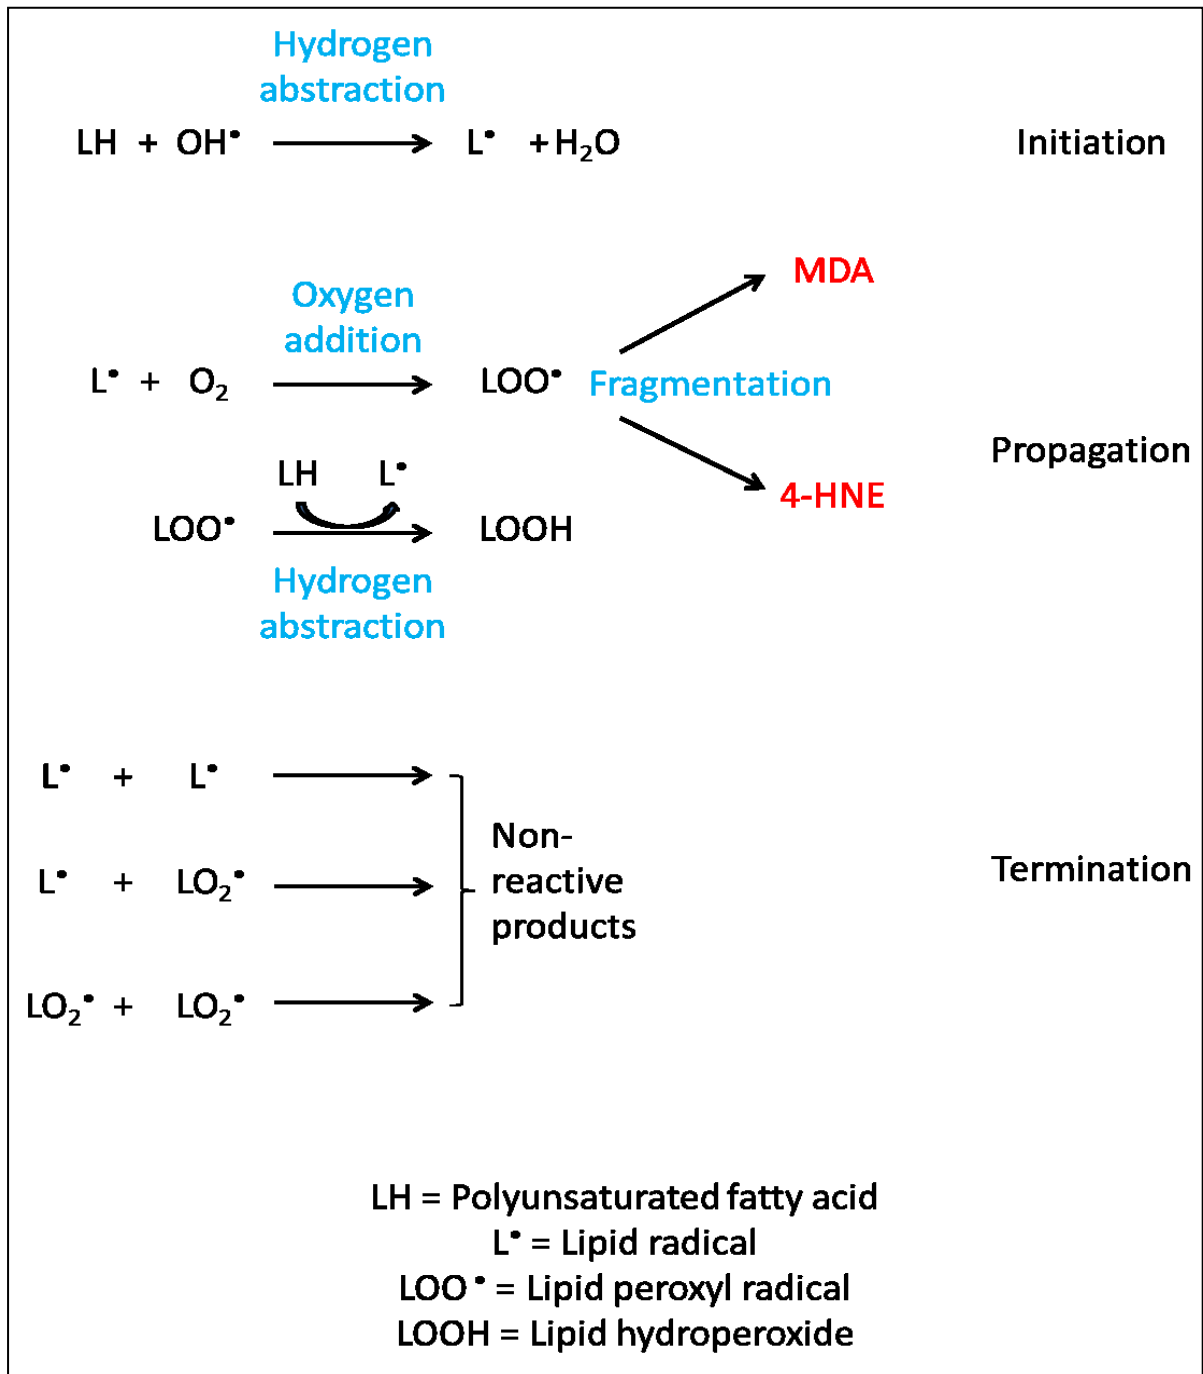 Hydrogen
abstraction
LH + OH• L• + H₂O Initiation
MDA
Oxygen
addition
L• + O₂ LOO• Fragmentation
Propagation
LH L•
4-HNE
LOO• LOOH
Hydrogen
abstraction
L• + L•
Non-
reactive
products
L• + LO₂•
Termination
LO₂• + LO₂•
LH = Polyunsaturated fatty acid
L• = Lipid radical
LOO • = Lipid peroxyl radical
LOOH = Lipid hydroperoxide